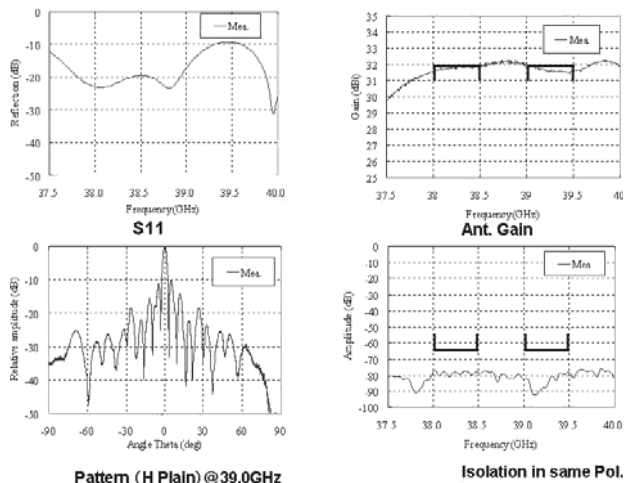 0
-10
-20
-30
-40
-50
Reflection (dB)
Mea.
37.5 38.0 38.5 39.0 39.5 40.0
Frequency(GHz)
S11
35
34
33
32
31
30
29
28
27
26
25
Gain (dBi)
Mea.
37.5 38 38.5 39 39.5 40
Frequency(GHz)
Ant. Gain
0
-10
-20
-30
-40
-50
Relative amplitude (dB)
Mea.
-90 -60 -30 0 30 60 90
Angle Theta (deg)
Pattern (H Plain)@39.0GHz
0
-10
-20
-30
-40
-50
-60
-70
-80
-90
-100
Amplitude (dB)
Mea.
37.5 38.0 38.5 39.0 39.5 40.0
Frequency (GHz)
Isolation in same Pol.